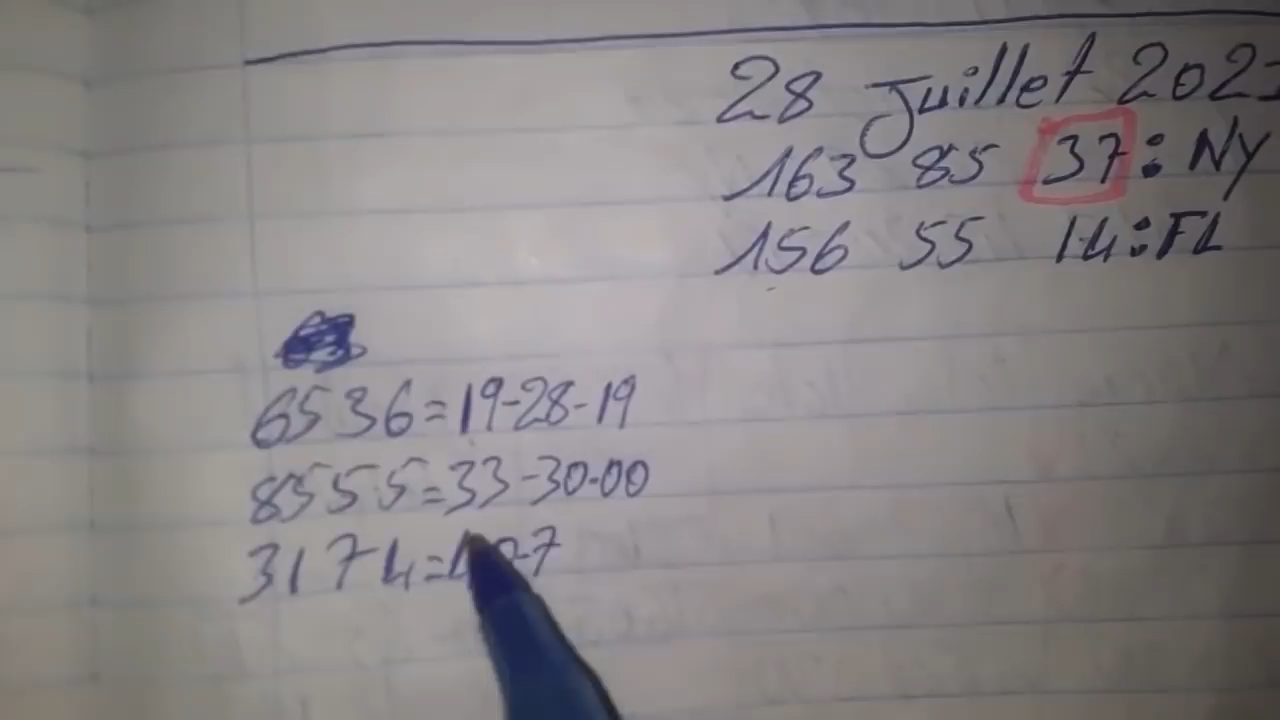 28 Juillet 202
163 85 37: NY
156 55 14: FL
6536=19-28-19
8555=33-30-00
3174=